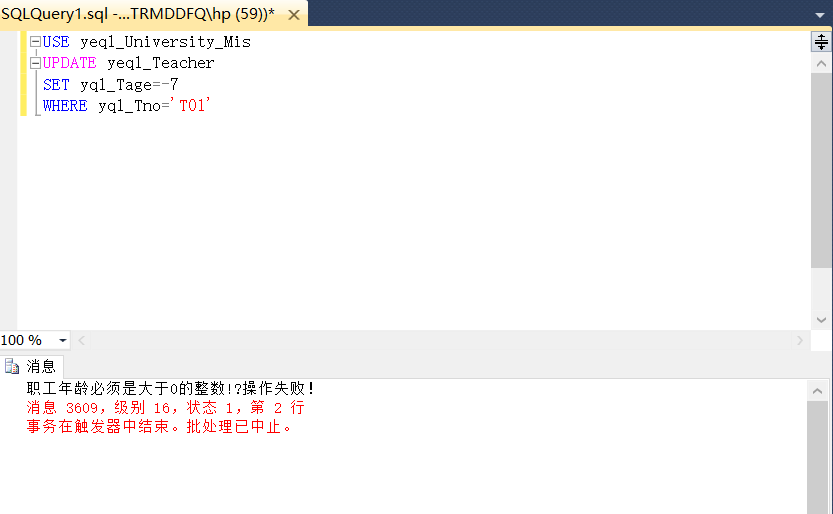 SQLQuery1.sql -...TRMDDFQ\hp (59))*
USE yeql_University_Mis
UPDATE yeql_Teacher
SET yql_Tage=-7
WHERE yql_Tno='T01'
100 %
消息
职工年龄必须是大于0的整数!?操作失败!
消息 3609，级别 16，状态 1，第 2 行
事务在触发器中结束。批处理已中止。